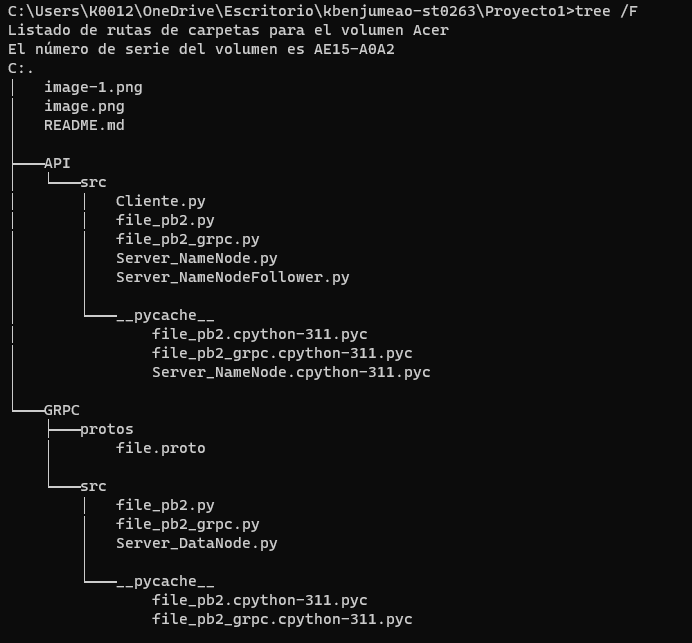 C:\Users\K0012\OneDrive\Escritorio\kbenjumeao-st0263\Proyecto1>tree /F
Listado de rutas de carpetas para el volumen Acer
El número de serie del volumen es AE15-A0A2
C:.
│   image-1.png
│   image.png
│   README.md
│
├───API
│   └───src
│       │   Cliente.py
│       │   file_pb2.py
│       │   file_pb2_grpc.py
│       │   Server_NameNode.py
│       │   Server_NameNodeFollower.py
│       │
│       └───__pycache__
│               file_pb2.cpython-311.pyc
│               file_pb2_grpc.cpython-311.pyc
│               Server_NameNode.cpython-311.pyc
│
└───GRPC
    ├───protos
    │       file.proto
    │
    └───src
        │   file_pb2.py
        │   file_pb2_grpc.py
        │   Server_DataNode.py
        │
        └───__pycache__
                file_pb2.cpython-311.pyc
                file_pb2_grpc.cpython-311.pyc